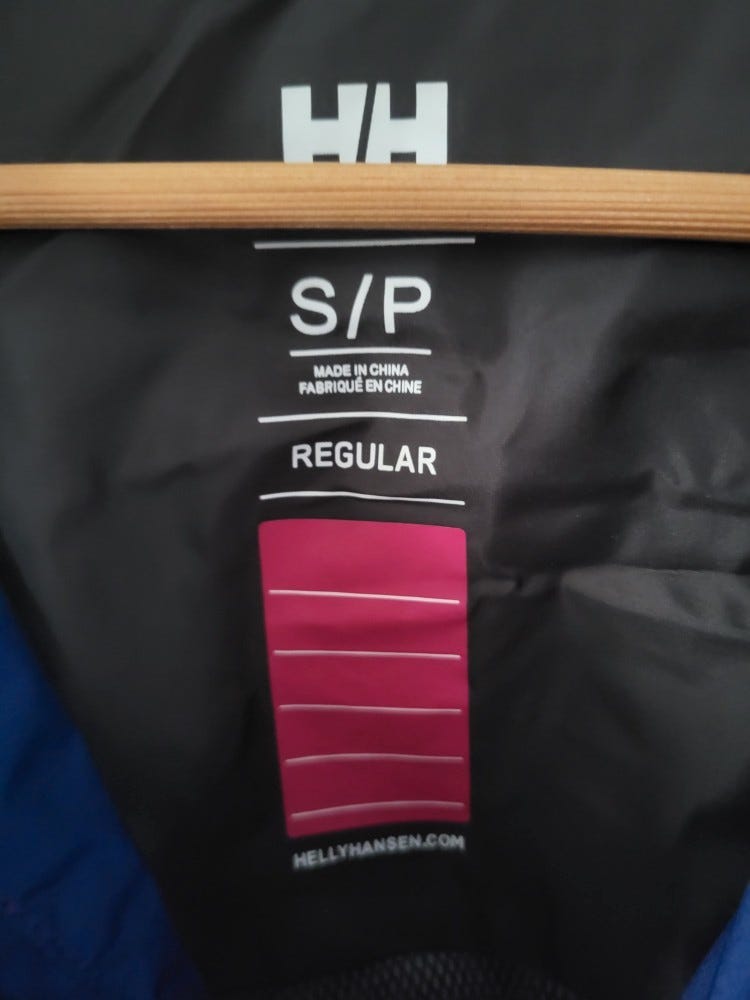 HH
S/P
MADE IN CHINA
FABRIQUÉ EN CHINE
REGULAR
HELLYHANSEN.COM